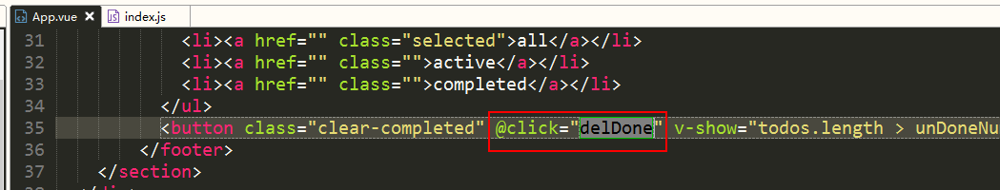 App.vue × index.js
31 <li><a href="" class="selected">all</a></li>
32 <li><a href="" class="">active</a></li>
33 <li><a href="" class="">completed</a></li>
34 </ul>
35 <button class="clear-completed" @click="delDone" v-show="todos.length > unDoneNu
36 </footer>
37 </section>